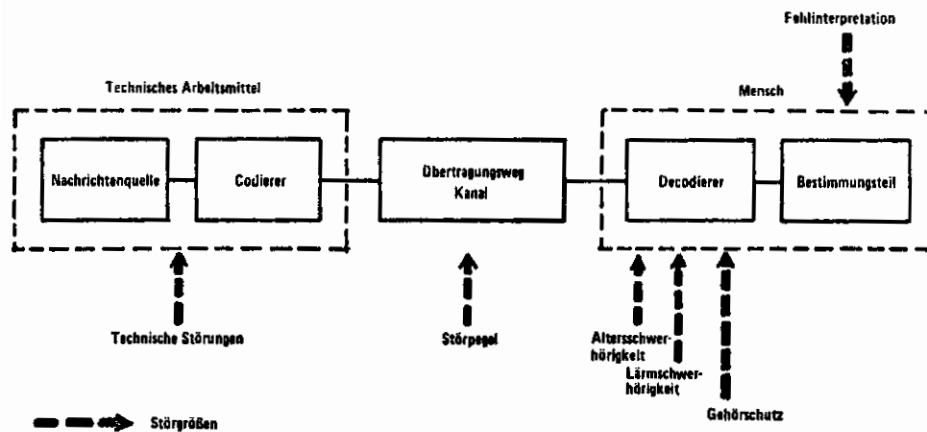 Fehlinterpretation
Technisches Arbeitsmittel
Mensch
Nachrichtenquelle
Codierer
Übertragungsweg
Kanal
Decodierer
Bestimmungsteil
Technische Störungen
Störpegel
Altersschwer-
hörigkeit
Lärmschwer-
hörigkeit
Gehörschutz
Störgrößen